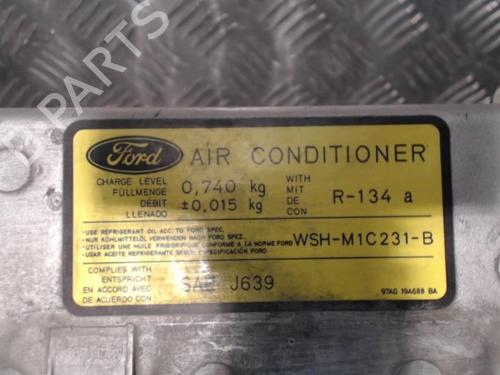 PARTS
Ford AIR CONDITIONER
CHARGE LEVEL
FÜLLMENGE
DÉBIT
LLENADO
0,740 kg
±0,015 kg
WITH
MIT
DE
CON
R-134 a
-USE REFRIGERANT OIL ACC. TO FORD SPEC.
-NUR KÜHLMITTELÖL VERWENDEN NACH FORD SPEZ.
-UTILISER UNE HUILE FRIGORIFIQUE CONFORME A LA NORME FORD
-USAR ACEITE REFRIGERANTE SEGUN ESPECIFICACIÓN FORD
WSH-M1C231-B
COMPLIES WITH
ENTSPRICHT
EN ACCORD AVEC
DE ACUERDO CON
SAE J639
97AG 19A688 BA